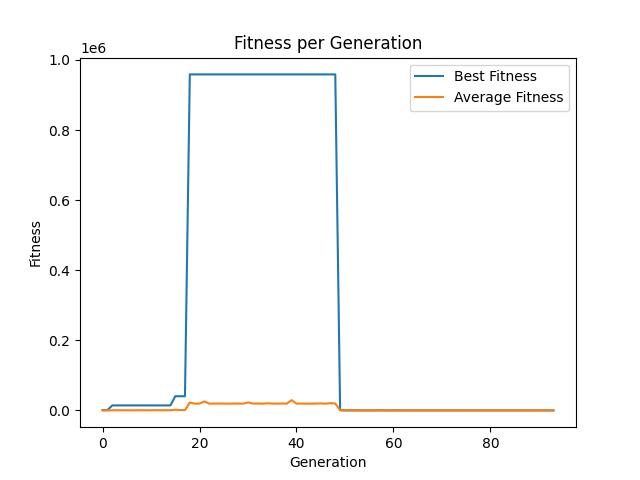 Fitness per Generation
1e6
1.0
0.8
0.6
0.4
0.2
0.0
Fitness
Best Fitness
Average Fitness
0 20 40 60 80
Generation